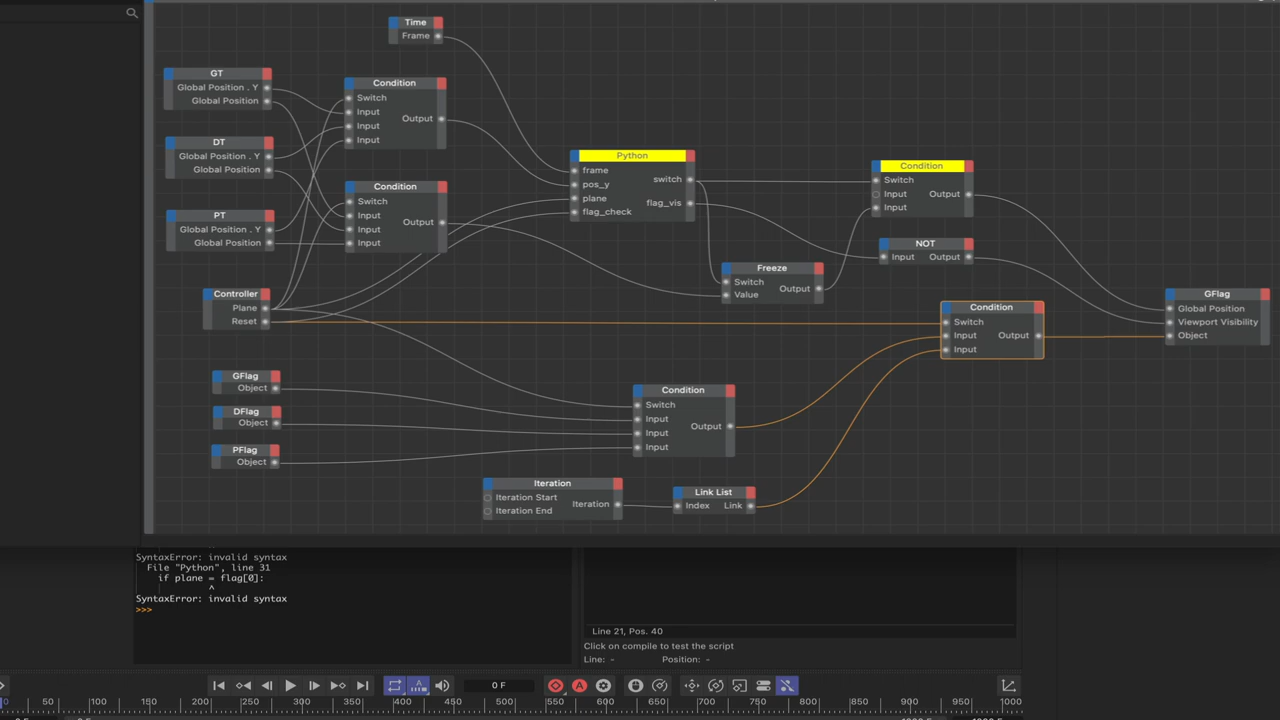 Time
Frame
GT
Global Position . Y
Global Position
Condition
Switch
Input
Input
Input
Output
DT
Global Position . Y
Global Position
Condition
Switch
Input
Input
Input
Output
PT
Global Position . Y
Global Position
Python
frame
pos_y
plane
flag_check
switch
flag_vis
Condition
Switch
Input
Input
Output
NOT
Input
Output
Freeze
Switch
Value
Output
Controller
Plane
Reset
Condition
Switch
Input
Input
Output
GFlag
Global Position
Viewport Visibility
Object
GFlag
Object
DFlag
Object
PFlag
Object
Condition
Switch
Input
Input
Input
Output
Iteration
Iteration Start
Iteration End
Iteration
Link List
Index
Link
SyntaxError: invalid syntax
File "Python", line 31
if plane = flag[0]:
^
SyntaxError: invalid syntax
>>>
Line 21, Pos. 40
Click on compile to test the script
Line: -
Position: -
0 F
0 50 100 150 200 250 300 350 400 450 500 550 600 650 700 750 800 850 900 950 1000